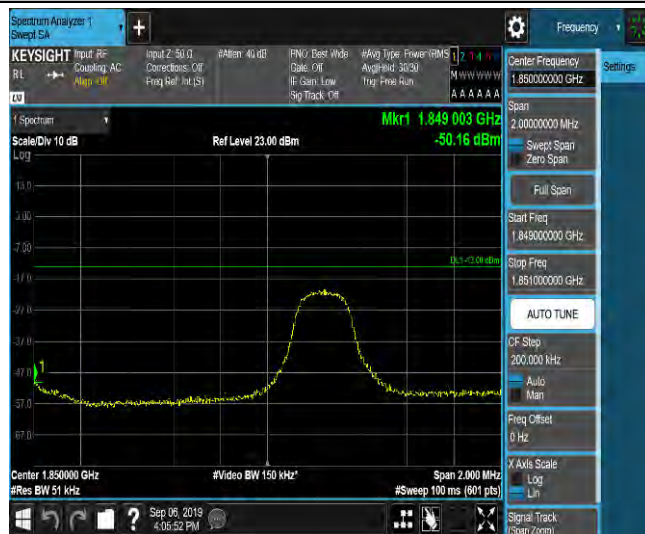 Spectrum Analyzer 1
Swept SA
+
Frequency
KEYSIGHT
RL
Input: RF
Coupling: AC
Align: Off
Input Z: 50 Ω
Corrections: Off
Freq Ref: Int (S)
#Atten: 40 dB
PNO: Best Wide
Gate: Off
IF Gain: Low
Sig Track: Off
#Avg Type: Power (RMS
Avg|Hold: 30/30
Trig: Free Run
M W W W W W
A A A A A A
1 Spectrum
Scale/Div 10 dB
Log
Ref Level 23.00 dBm
Mkr1 1.849 003 GHz
-50.16 dBm
13.0
3.00
-7.00
DL1 -13.00 dBm
-17.0
-27.0
-37.0
-47.0
1
-57.0
-67.0
Center 1.850000 GHz
#Res BW 51 kHz
#Video BW 150 kHz*
Span 2.000 MHz
#Sweep 100 ms (601 pts)
Center Frequency
1.850000000 GHz
Settings
Span
2.00000000 MHz
Swept Span
Zero Span
Full Span
Start Freq
1.849000000 GHz
Stop Freq
1.851000000 GHz
AUTO TUNE
CF Step
200.000 kHz
Auto
Man
Freq Offset
0 Hz
X Axis Scale
Log
Lin
Signal Track
(Span Zoom)
?
Sep 06, 2019
4:05:52 PM